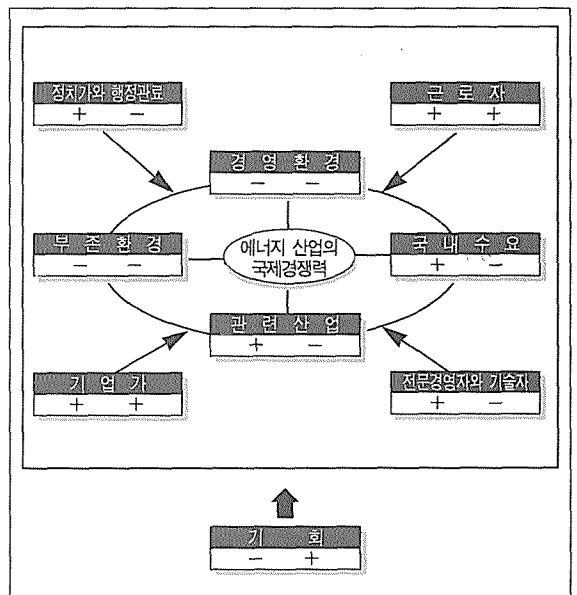 정치가와 행정관료
+ −
근 로 자
+ +
경 영 환 경
− −
부 존 환 경
− −
에너지 산업의
국제경쟁력
국 내 수 요
+ −
관 련 산 업
+ −
기 업 가
+ +
전문경영자와 기술자
+ −
기 회
− +